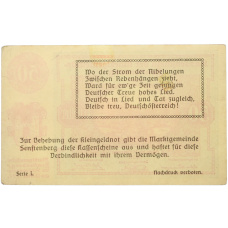 Wo der Strom der Nibelungen
Zwischen Rebenhängen zieht,
Ward für ew'ge Zeit gesungen
Deutscher Treue hohes Lied.
Deutsch in Lied und Tat zugleich,
Bleibe treu, Deutschösterreich!
Zur Behebung der Kleingeldnot gibt die Marktgemeinde
Senftenberg diese Kassenscheine aus und haftet für diese
Verbindlichkeit mit ihrem Vermögen.
Serie I. Nachdruck verboten.